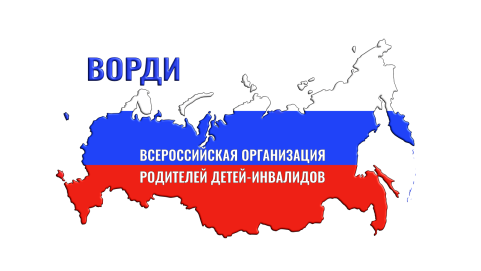 ВОРДИ
ВСЕРОССИЙСКАЯ ОРГАНИЗАЦИЯ
РОДИТЕЛЕЙ ДЕТЕЙ-ИНВАЛИДОВ